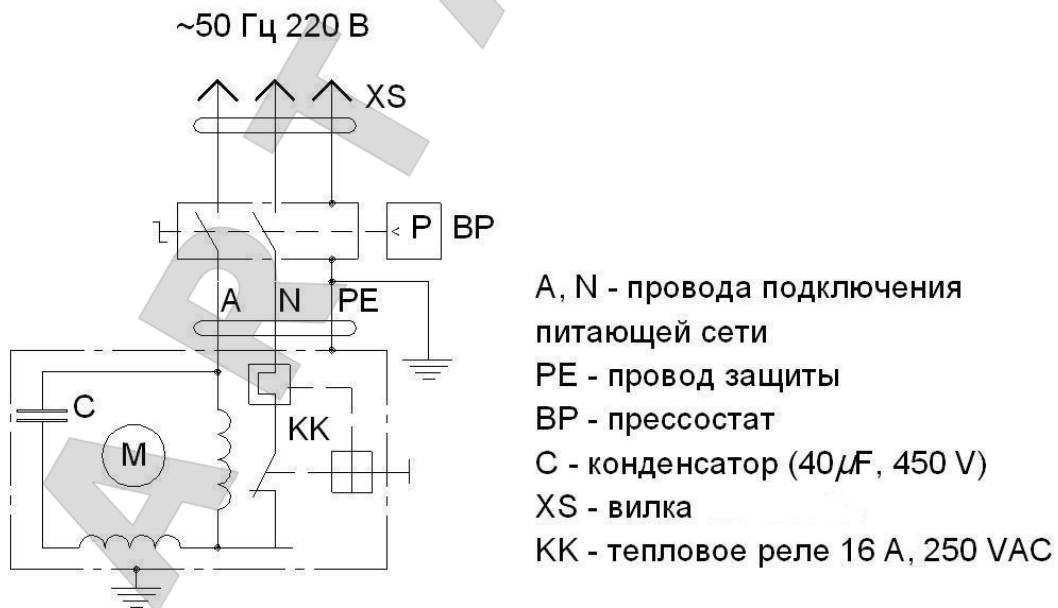 ~50 Гц 220 В
XS
P BP
A N PE
C
KK
M
A, N - провода подключения
питающей сети
PE - провод защиты
BP - прессостат
C - конденсатор (40μF, 450 V)
XS - вилка
KK - тепловое реле 16 A, 250 VAC